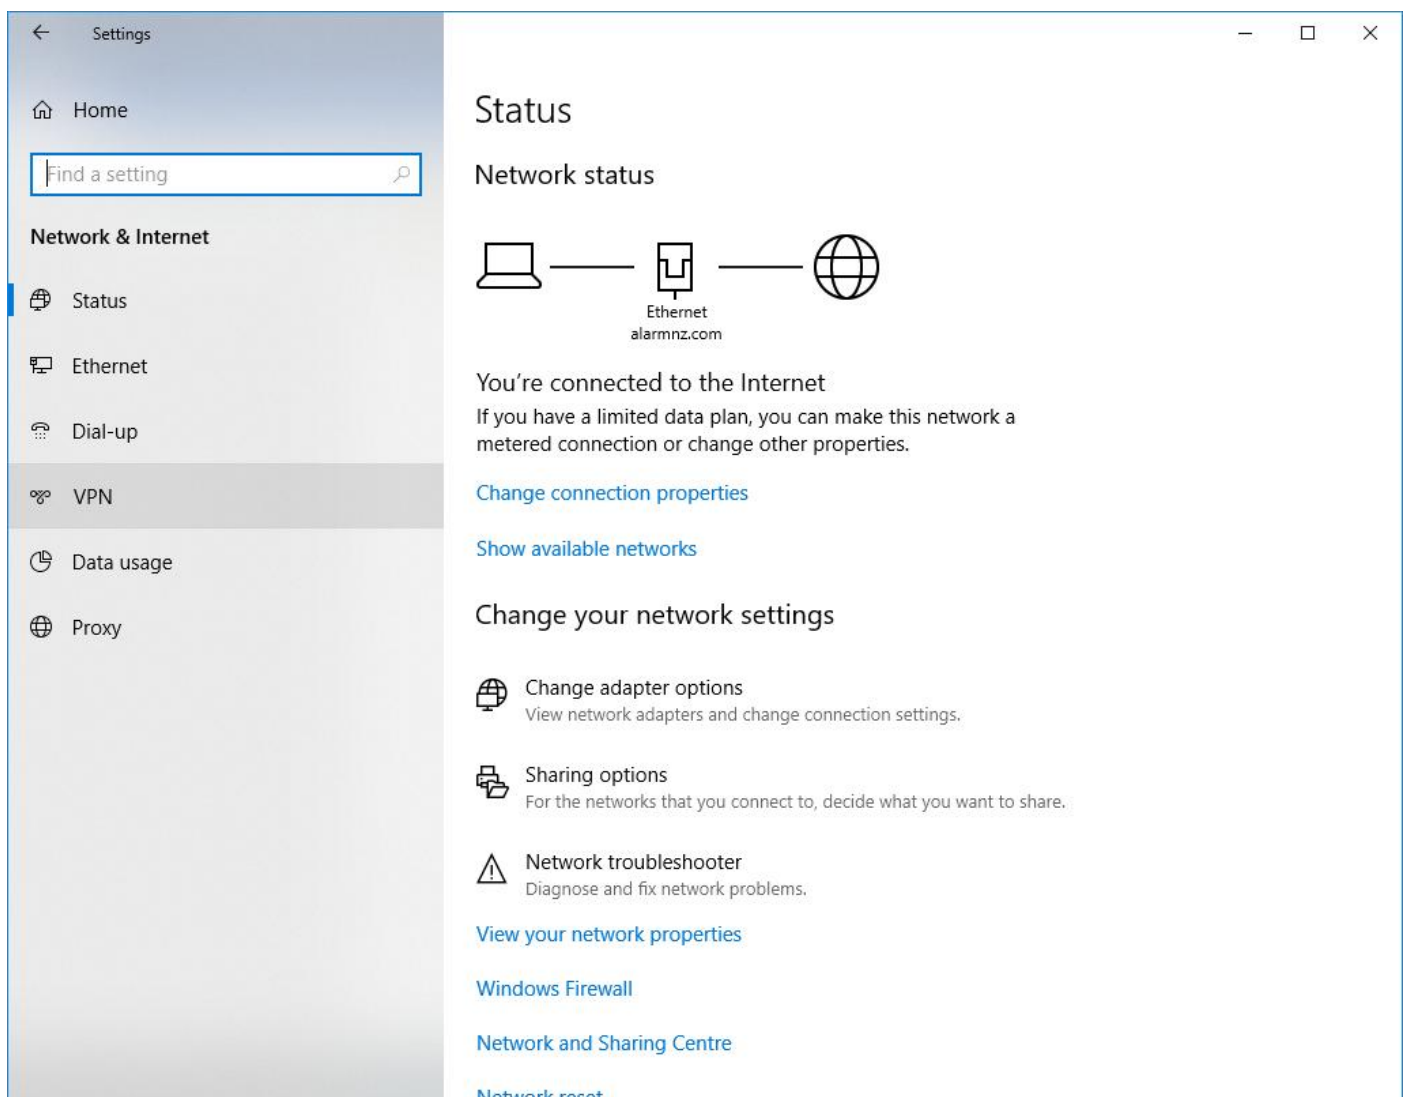 Settings
Home
Find a setting
Network & Internet
Status
Ethernet
Dial-up
VPN
Data usage
Proxy
Status
Network status
Ethernet
alarmnz.com
You're connected to the Internet
If you have a limited data plan, you can make this network a
metered connection or change other properties.
Change connection properties
Show available networks
Change your network settings
Change adapter options
View network adapters and change connection settings.
Sharing options
For the networks that you connect to, decide what you want to share.
Network troubleshooter
Diagnose and fix network problems.
View your network properties
Windows Firewall
Network and Sharing Centre
Network reset